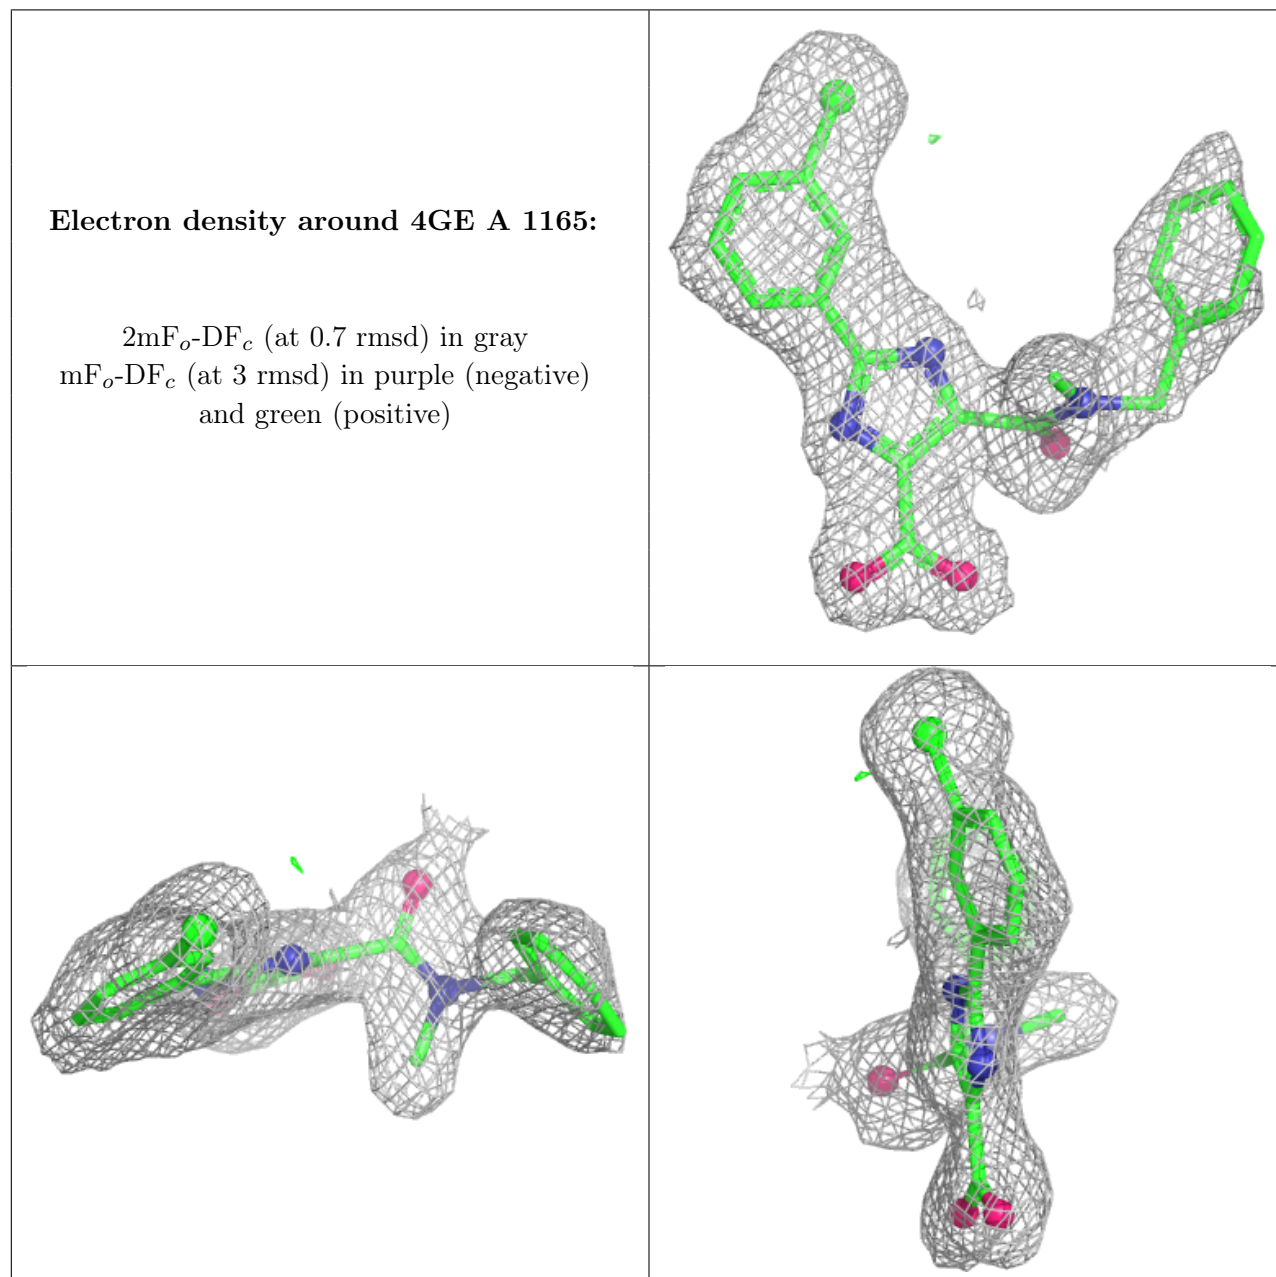 Electron density around 4GE A 1165:
2mFo-DFc (at 0.7 rmsd) in gray
mFo-DFc (at 3 rmsd) in purple (negative)
and green (positive)